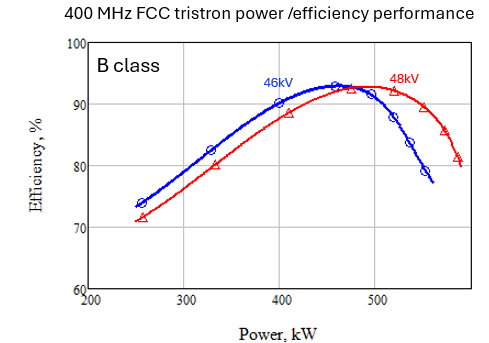 400 MHz FCC tristron power /efficiency performance
100
B class
46kV
48kV
90
80
70
60
200
300
400
500
Efficiency, %
Power, kW